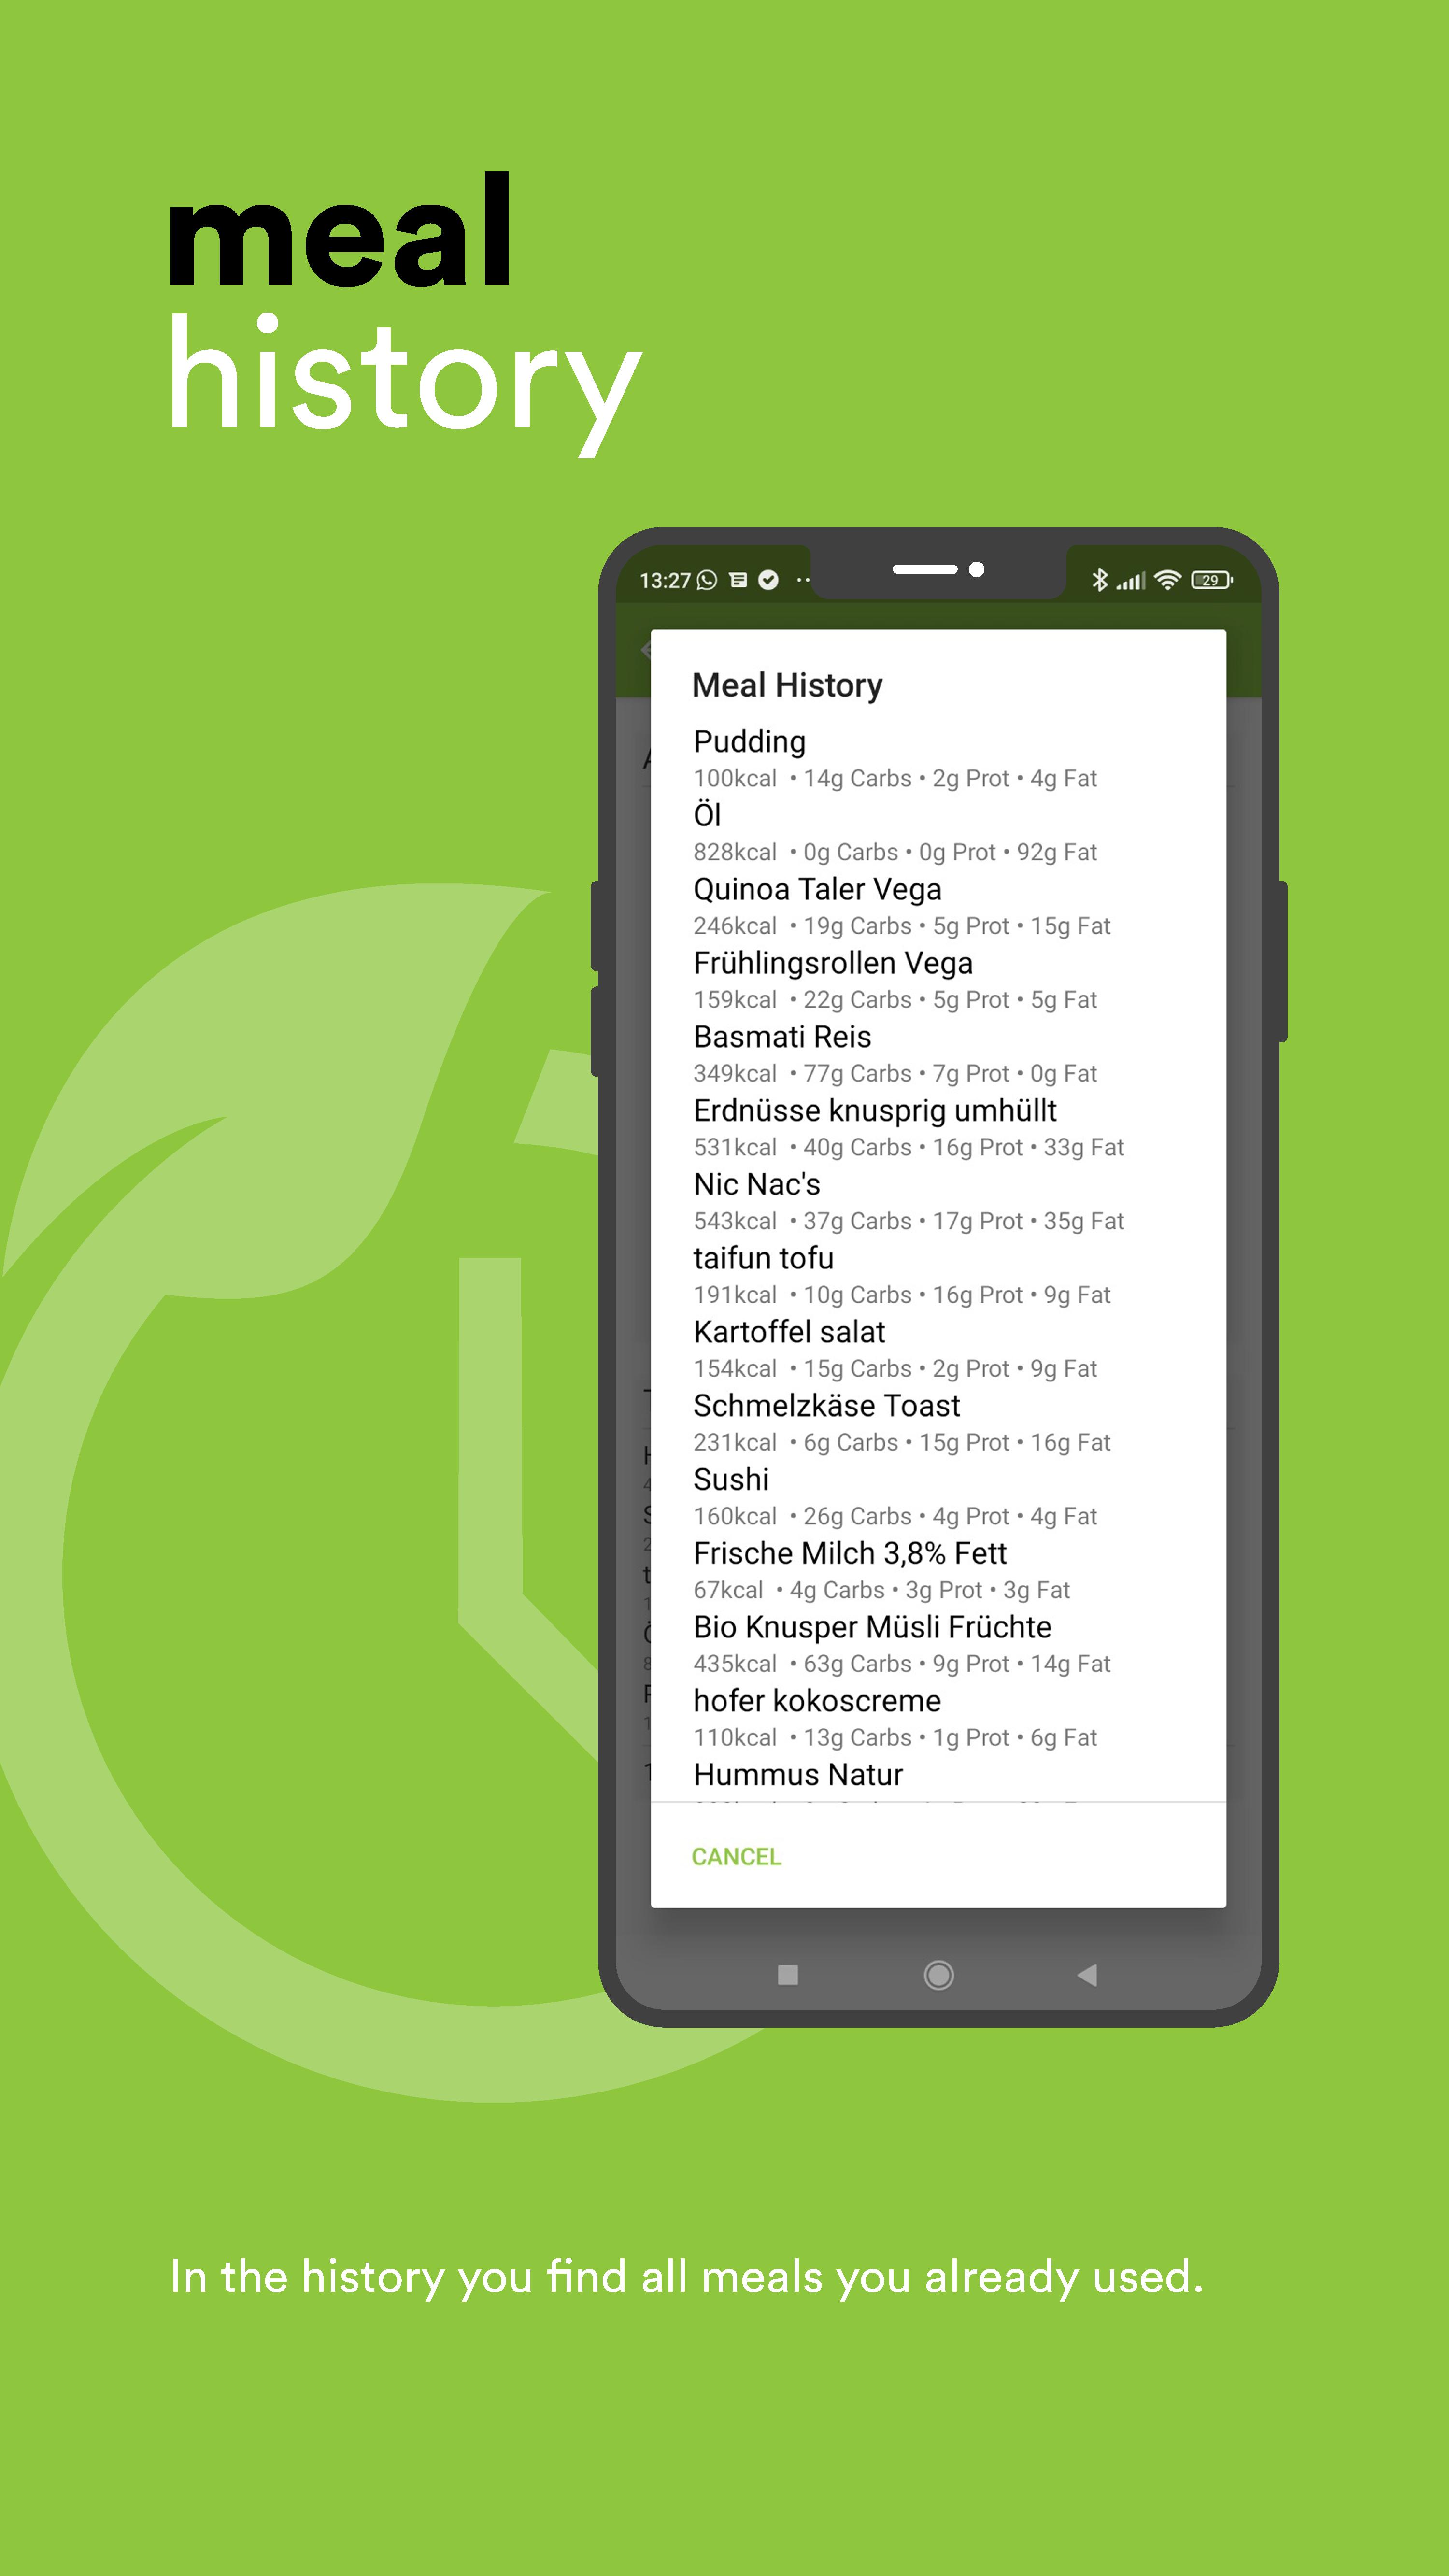 meal
history
13:27
29
Meal History
Pudding
100kcal • 14g Carbs • 2g Prot • 4g Fat
Öl
828kcal • 0g Carbs • 0g Prot • 92g Fat
Quinoa Taler Vega
246kcal • 19g Carbs • 5g Prot • 15g Fat
Frühlingsrollen Vega
159kcal • 22g Carbs • 5g Prot • 5g Fat
Basmati Reis
349kcal • 77g Carbs • 7g Prot • 0g Fat
Erdnüsse knusprig umhüllt
531kcal • 40g Carbs • 16g Prot • 33g Fat
Nic Nac's
543kcal • 37g Carbs • 17g Prot • 35g Fat
taifun tofu
191kcal • 10g Carbs • 16g Prot • 9g Fat
Kartoffel salat
154kcal • 15g Carbs • 2g Prot • 9g Fat
Schmelzkäse Toast
231kcal • 6g Carbs • 15g Prot • 16g Fat
Sushi
160kcal • 26g Carbs • 4g Prot • 4g Fat
Frische Milch 3,8% Fett
67kcal • 4g Carbs • 3g Prot • 3g Fat
Bio Knusper Müsli Früchte
435kcal • 63g Carbs • 9g Prot • 14g Fat
hofer kokoscreme
110kcal • 13g Carbs • 1g Prot • 6g Fat
Hummus Natur
CANCEL
In the history you find all meals you already used.